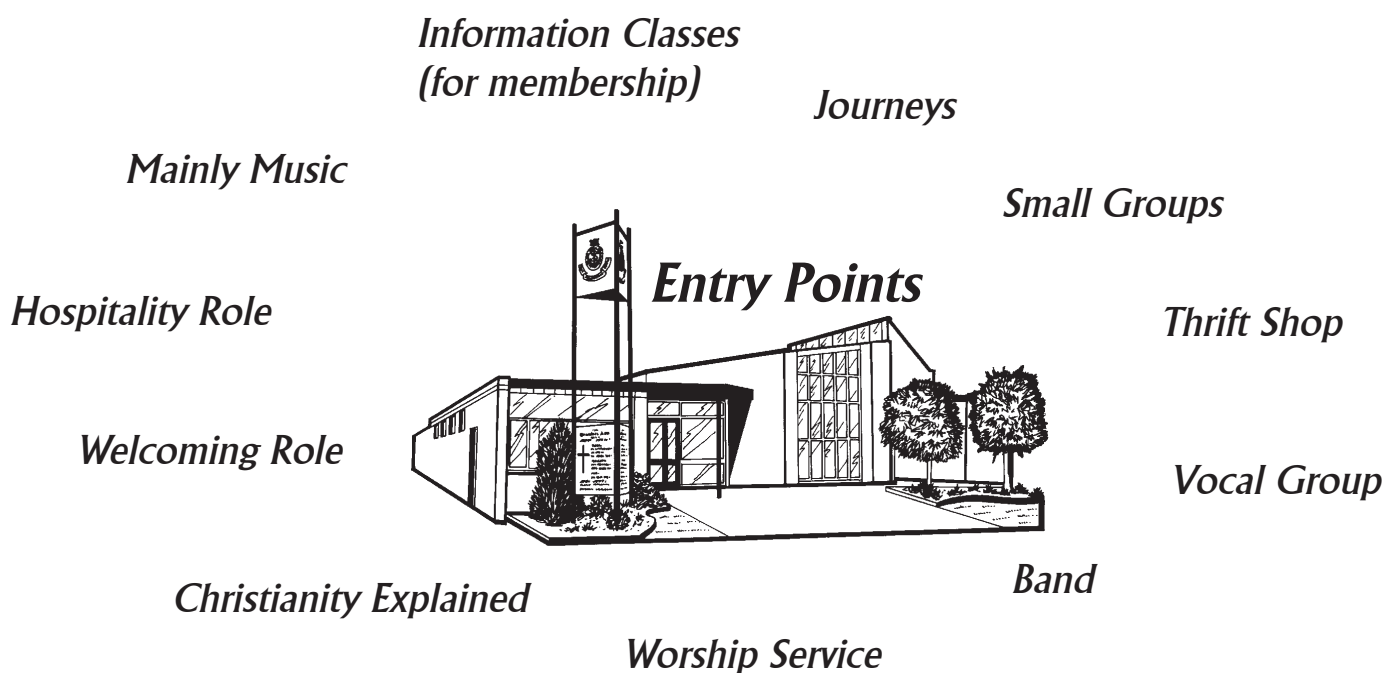 Information Classes
(for membership)
Journeys
Mainly Music
Small Groups
Entry Points
Hospitality Role
Thrift Shop
Welcoming Role
Vocal Group
Band
Christianity Explained
Worship Service